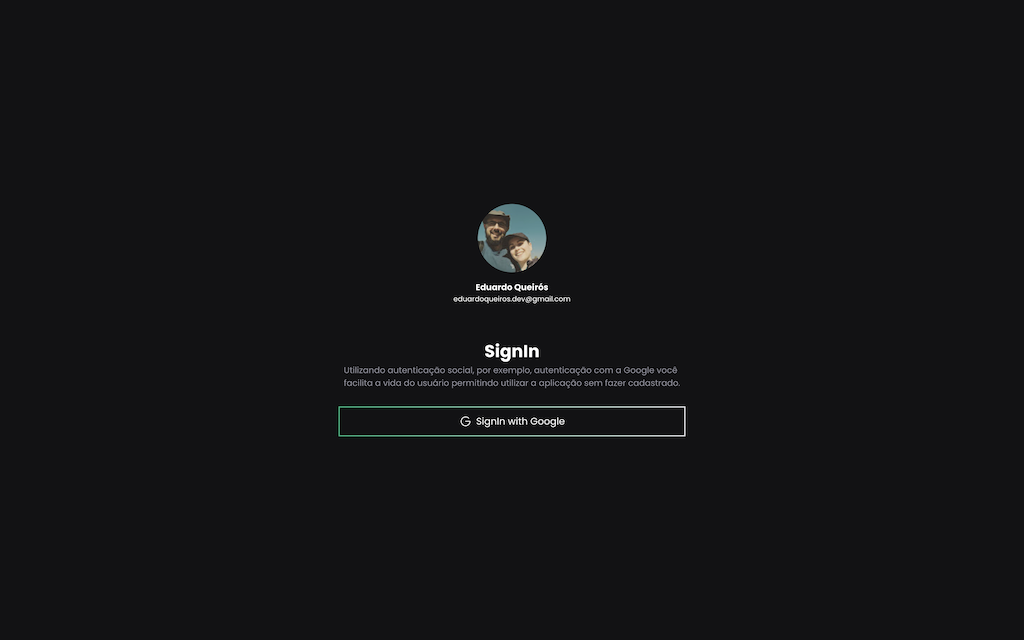 Eduardo Queirós
eduardoqueiros.dev@gmail.com
SignIn
Utilizando autenticação social, por exemplo, autenticação com a Google você
facilita a vida do usuário permitindo utilizar a aplicação sem fazer cadastrado.
SignIn with Google